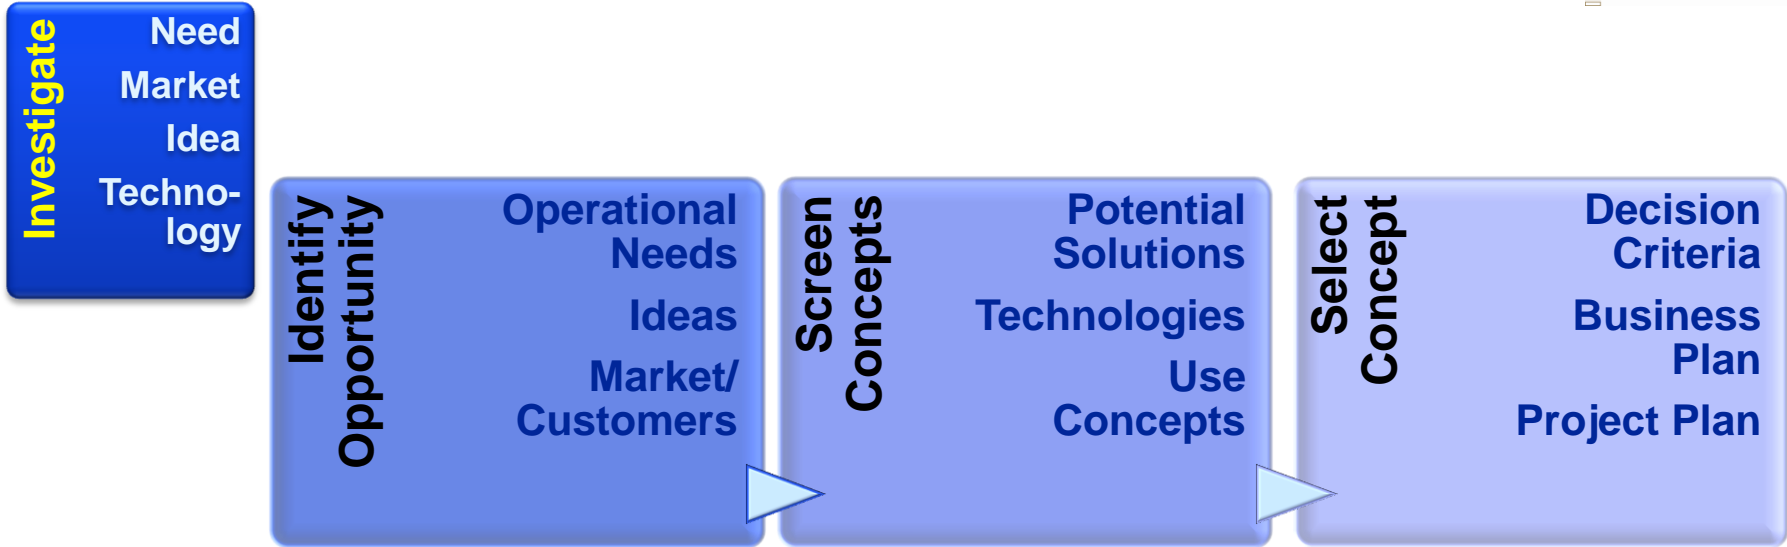 Investigate
Need
Market
Idea
Techno-
logy
Identify
Opportunity
Operational
Needs
Ideas
Market/
Customers
Screen
Concepts
Potential
Solutions
Technologies
Use
Concepts
Select
Concept
Decision
Criteria
Business
Plan
Project Plan